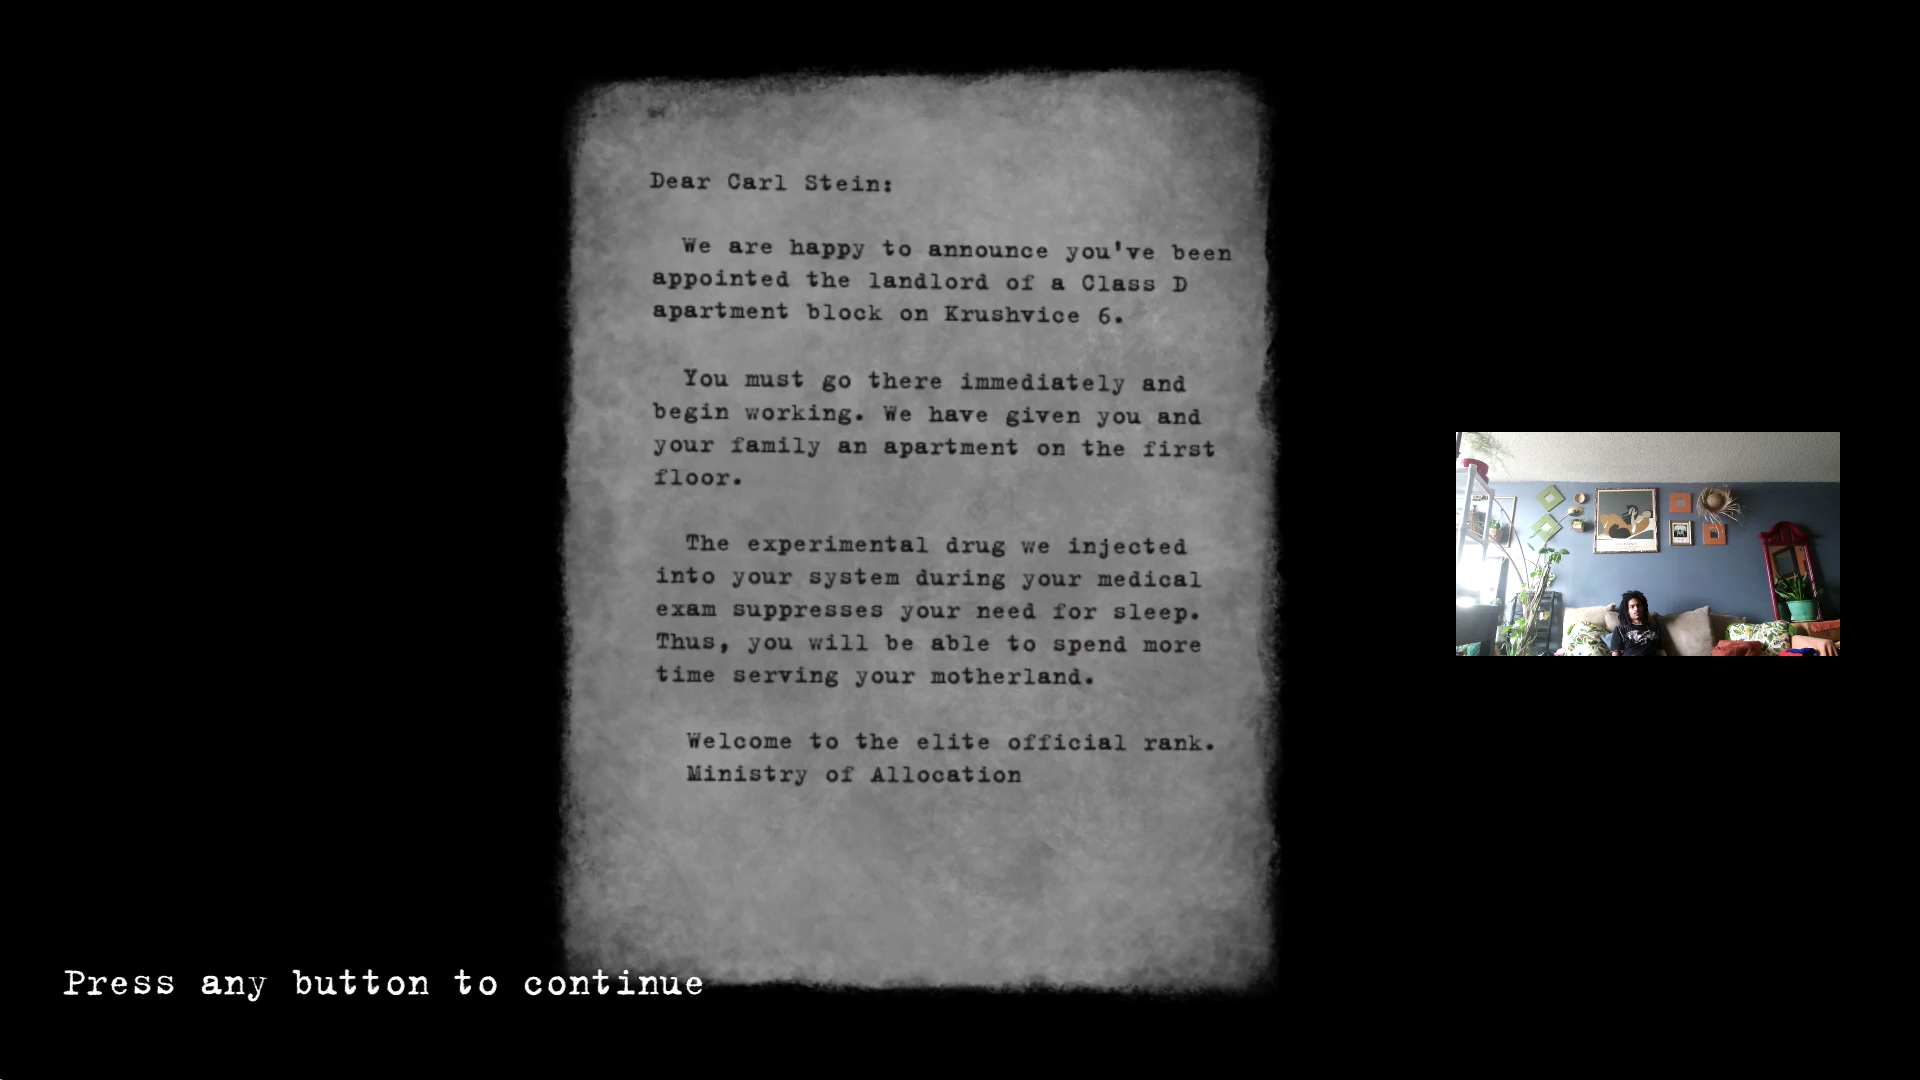 Dear Carl Stein:
We are happy to announce you've been
appointed the landlord of a Class D
apartment block on Krushvice 6.
You must go there immediately and
begin working. We have given you and
your family an apartment on the first
floor.
The experimental drug we injected
into your system during your medical
exam suppresses your need for sleep.
Thus, you will be able to spend more
time serving your motherland.
Welcome to the elite official rank.
Ministry of Allocation
Press any button to continue